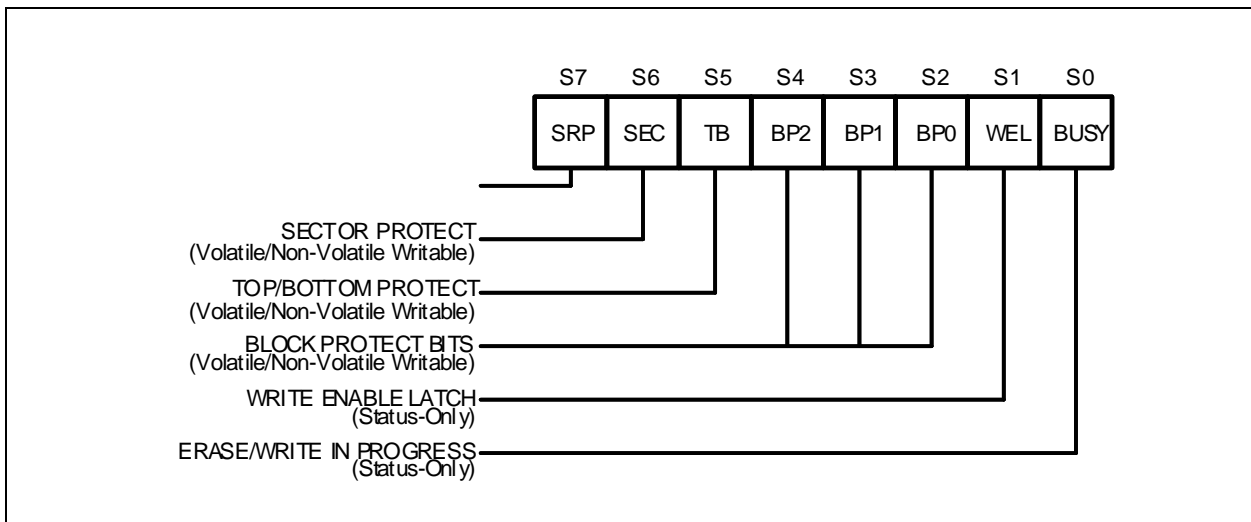 S7 S6 S5 S4 S3 S2 S1 S0
SRP SEC TB BP2 BP1 BP0 WEL BUSY
SECTOR PROTECT
(Volatile/Non-Volatile Writable)
TOP/BOTTOM PROTECT
(Volatile/Non-Volatile Writable)
BLOCK PROTECT BITS
(Volatile/Non-Volatile Writable)
WRITE ENABLE LATCH
(Status-Only)
ERASE/WRITE IN PROGRESS
(Status-Only)